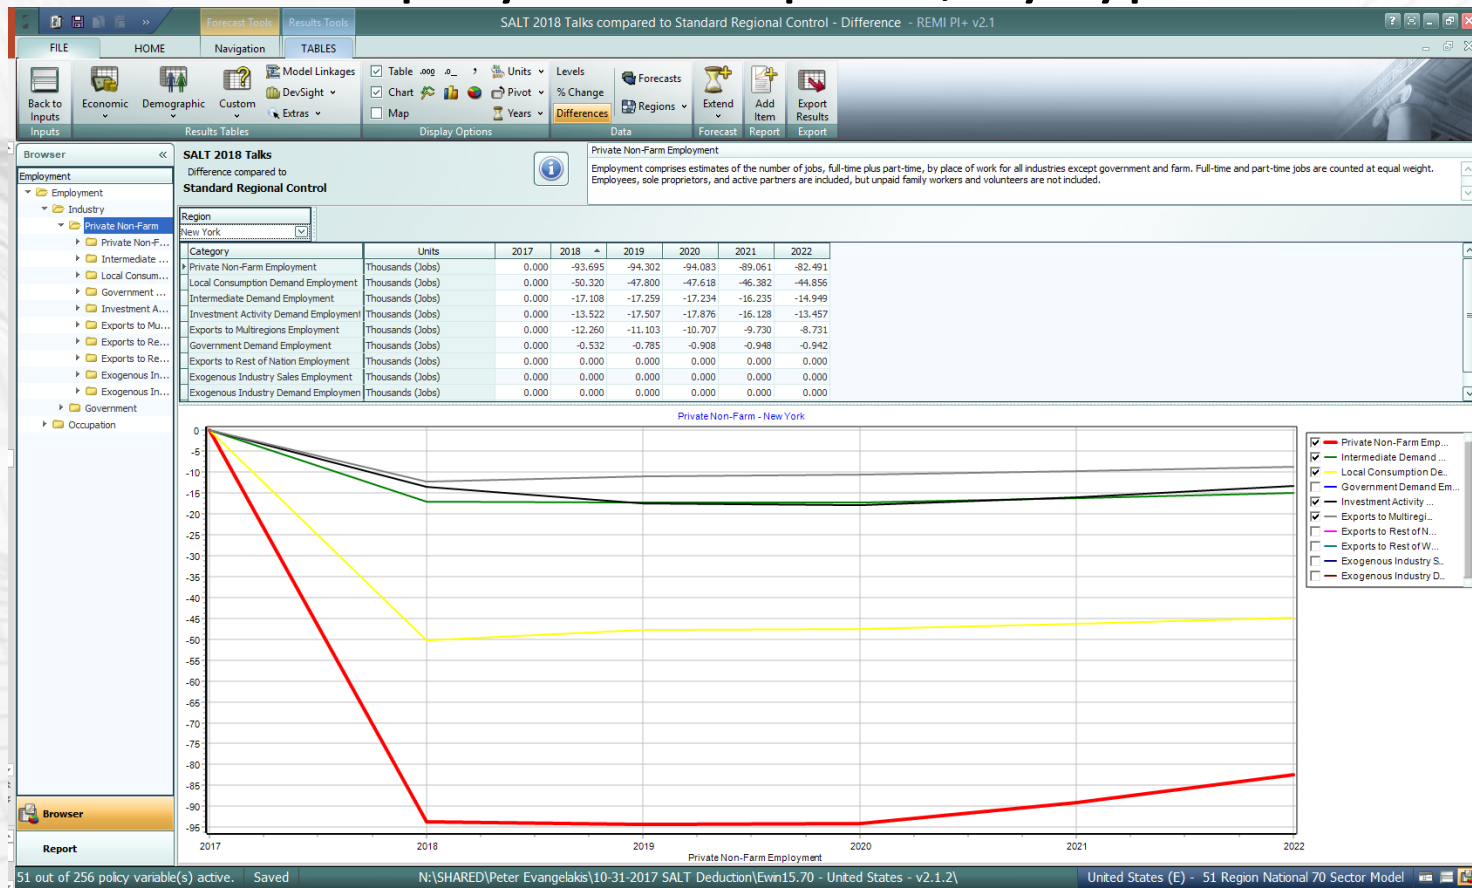 Forecast Tools
Results Tools
SALT 2018 Talks compared to Standard Regional Control - Difference - REMI PI+ v2.1
FILE
HOME
Navigation
TABLES
Back to Inputs
Economic
Demographic
Custom
Model Linkages
DevSight
Extras
Table
Chart
Map
Units
Pivot
Years
Levels
% Change
Differences
Forecasts
Regions
Extend
Add Item
Export Results
Inputs
Results Tables
Display Options
Data
Forecast
Report
Export
Browser
Employment
Employment
Industry
Private Non-Farm
Private Non-F...
Intermediate ...
Local Consum...
Government ...
Investment A...
Exports to Mu...
Exports to Re...
Exports to Re...
Exogenous In...
Exogenous In...
Government
Occupation
Browser
Report
SALT 2018 Talks
Difference compared to
Standard Regional Control
Private Non-Farm Employment
Employment comprises estimates of the number of jobs, full-time plus part-time, by place of work for all industries except government and farm. Full-time and part-time jobs are counted at equal weight.
Employees, sole proprietors, and active partners are included, but unpaid family workers and volunteers are not included.
Region
New York
Category Units 2017 2018 2019 2020 2021 2022
Private Non-Farm Employment Thousands (Jobs) 0.000 -93.695 -94.302 -94.083 -89.061 -82.491
Local Consumption Demand Employment Thousands (Jobs) 0.000 -50.320 -47.800 -47.618 -46.382 -44.856
Intermediate Demand Employment Thousands (Jobs) 0.000 -17.108 -17.259 -17.234 -16.235 -14.949
Investment Activity Demand Employment Thousands (Jobs) 0.000 -13.522 -17.507 -17.876 -16.128 -13.457
Exports to Multiregions Employment Thousands (Jobs) 0.000 -12.260 -11.103 -10.707 -9.730 -8.731
Government Demand Employment Thousands (Jobs) 0.000 -0.532 -0.785 -0.908 -0.948 -0.942
Exports to Rest of Nation Employment Thousands (Jobs) 0.000 0.000 0.000 0.000 0.000 0.000
Exogenous Industry Sales Employment Thousands (Jobs) 0.000 0.000 0.000 0.000 0.000 0.000
Exogenous Industry Demand Employmen Thousands (Jobs) 0.000 0.000 0.000 0.000 0.000 0.000
Private Non-Farm - New York
0
-5
-10
-15
-20
-25
-30
-35
-40
-45
-50
-55
-60
-65
-70
-75
-80
-85
-90
-95
2017 2018 2019 2020 2021 2022
Private Non-Farm Employment
Private Non-Farm Emp...
Intermediate Demand ...
Local Consumption De..
Government Demand Em...
Investment Activity ...
Exports to Multiregi..
Exports to Rest of N...
Exports to Rest of W...
Exogenous Industry S..
Exogenous Industry D..
51 out of 256 policy variable(s) active. Saved
N:\SHARED\Peter Evangelakis\10-31-2017 SALT Deduction\Ewin15.70 - United States - v2.1.2\
United States (E) - 51 Region National 70 Sector Model